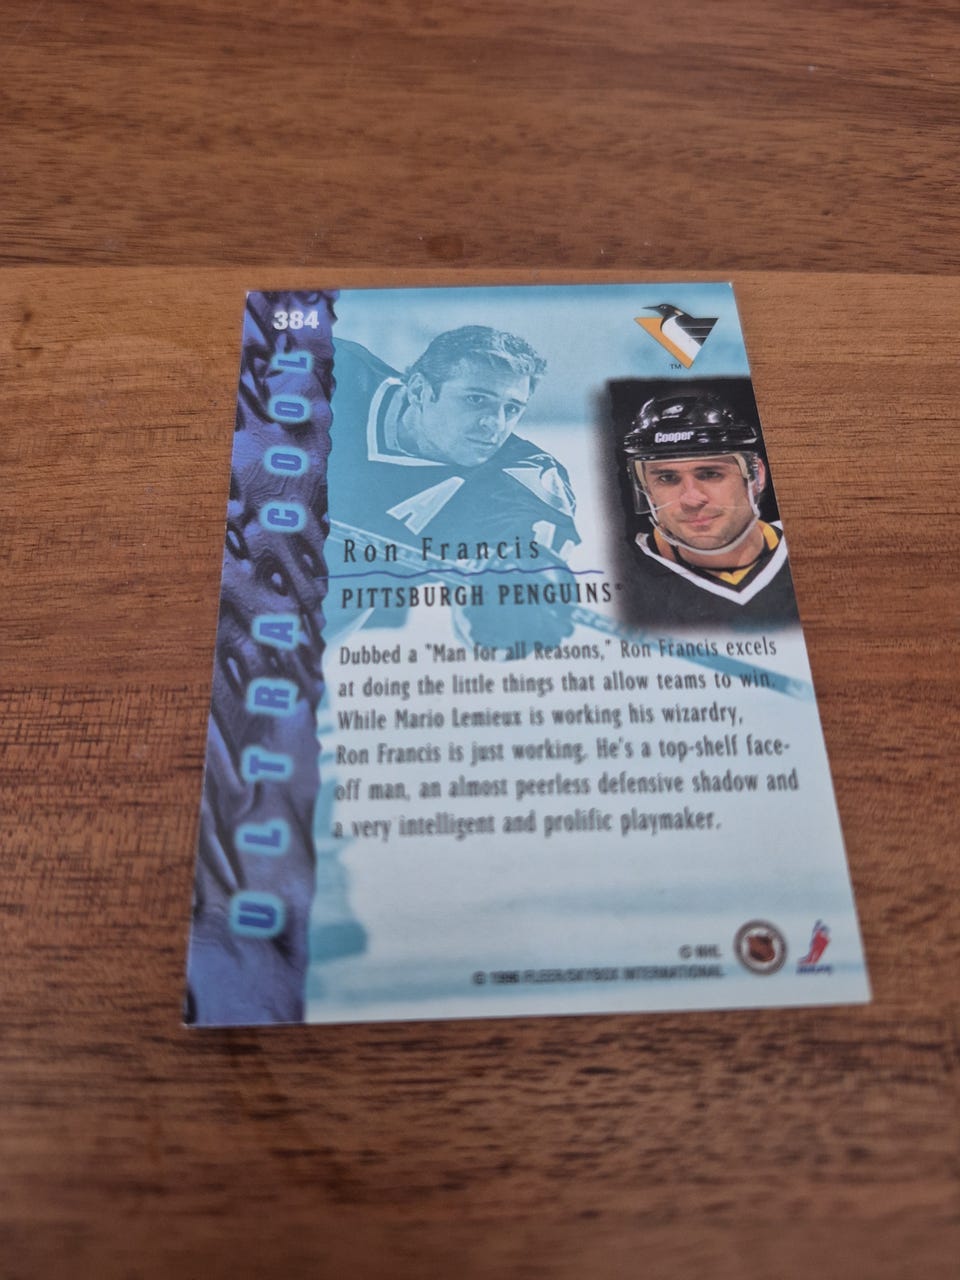 384
ULTRA COOL
TM
Cooper
Ron Francis
PITTSBURGH PENGUINS
Dubbed a "Man for all Reasons," Ron Francis excels
at doing the little things that allow teams to win.
While Mario Lemieux is working his wizardry,
Ron Francis is just working. He's a top-shelf face-
off man, an almost peerless defensive shadow and
a very intelligent and prolific playmaker.
© NHL
© 1996 FLEER/SKYBOX INTERNATIONAL